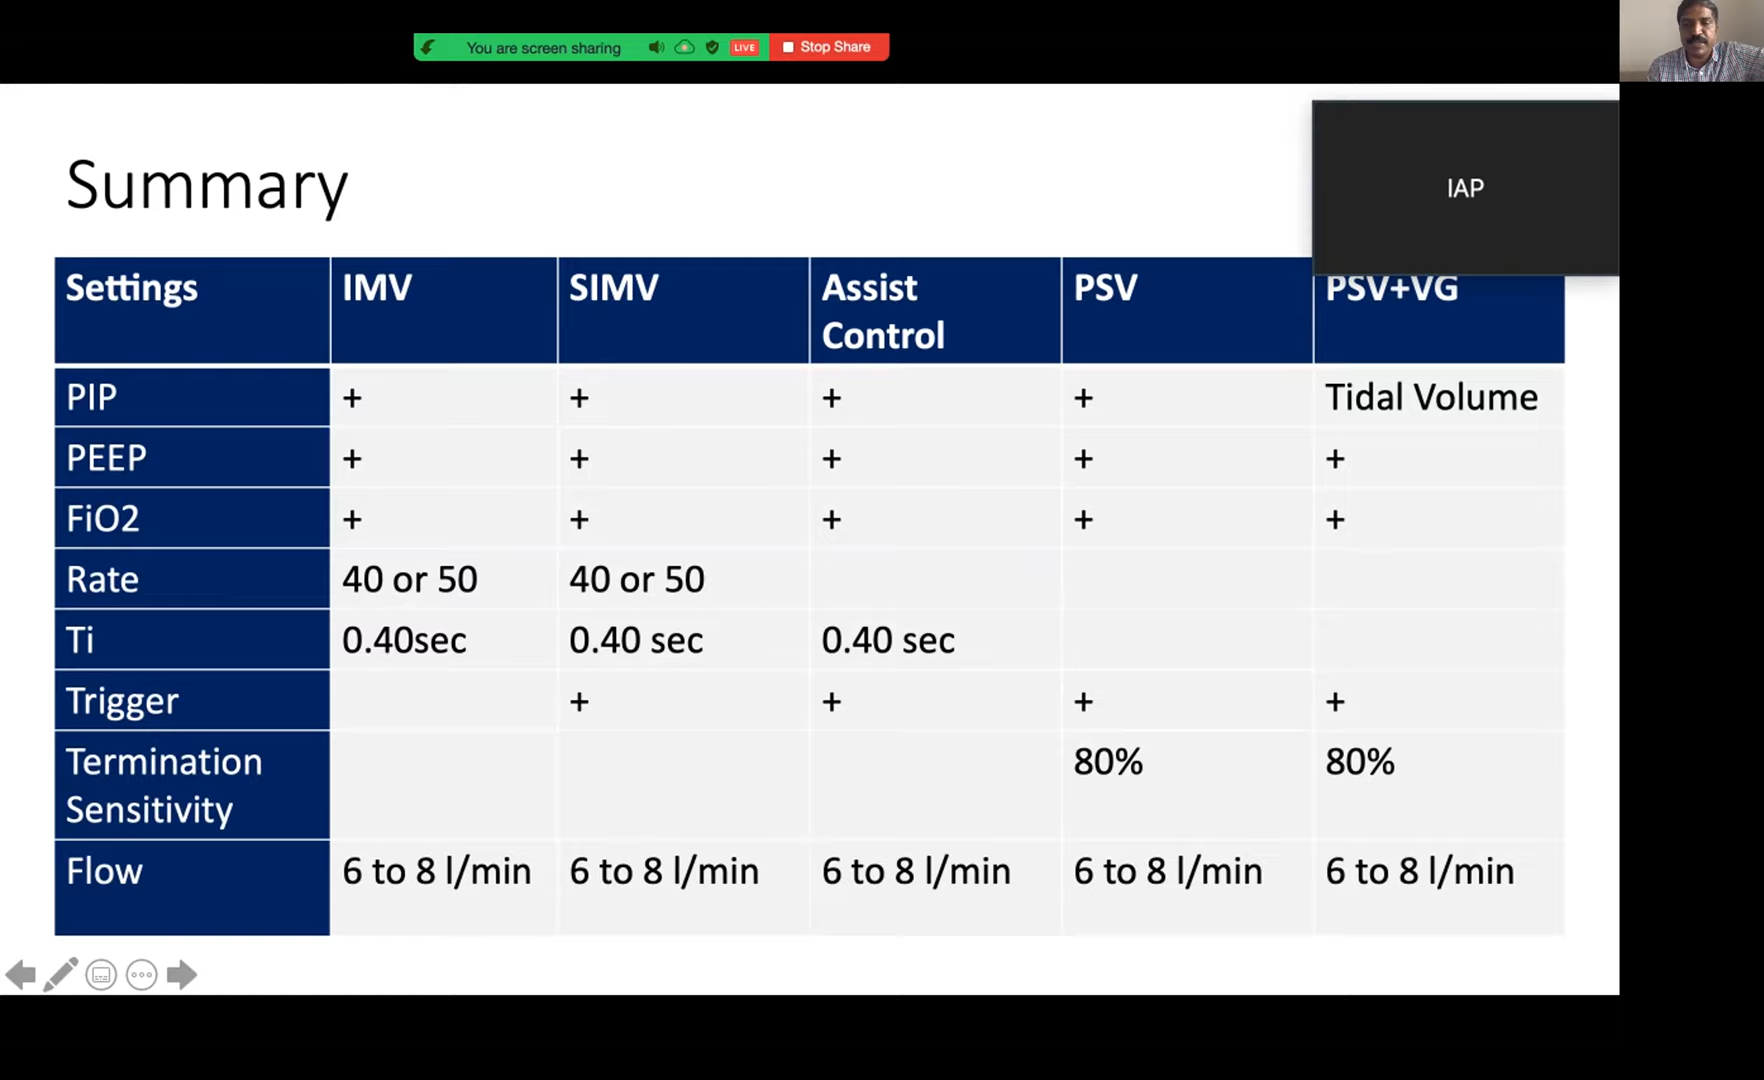 You are screen sharing LIVE Stop Share
IAP
Summary
Settings IMV SIMV Assist Control PSV PSV+VG
PIP + + + + Tidal Volume
PEEP + + + + +
FiO2 + + + + +
Rate 40 or 50 40 or 50
Ti 0.40sec 0.40 sec 0.40 sec
Trigger + + + +
Termination Sensitivity 80% 80%
Flow 6 to 8 l/min 6 to 8 l/min 6 to 8 l/min 6 to 8 l/min 6 to 8 l/min